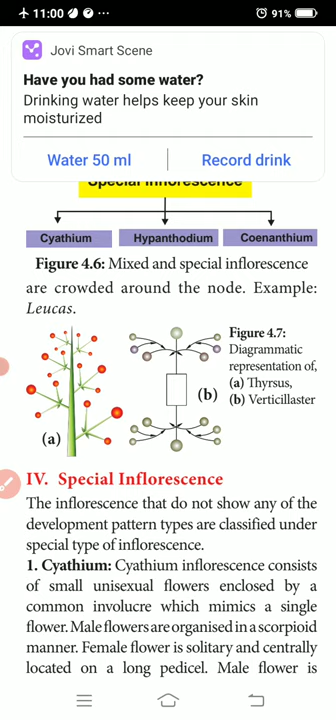 11:00
91%
Jovi Smart Scene
Have you had some water?
Drinking water helps keep your skin
moisturized
Water 50 ml
Record drink
Special Inflorescence
Cyathium
Hypanthodium
Coenanthium
Figure 4.6: Mixed and special inflorescence
are crowded around the node. Example:
Leucas.
Figure 4.7:
Diagrammatic
representation of,
(a) Thyrsus,
(b) Verticillaster
(a)
(b)
IV. Special Inflorescence
The inflorescence that do not show any of the
development pattern types are classified under
special type of inflorescence.
1. Cyathium: Cyathium inflorescence consists
of small unisexual flowers enclosed by a
common involucre which mimics a single
flower. Male flowers are organised in a scorpioid
manner. Female flower is solitary and centrally
located on a long pedicel. Male flower is